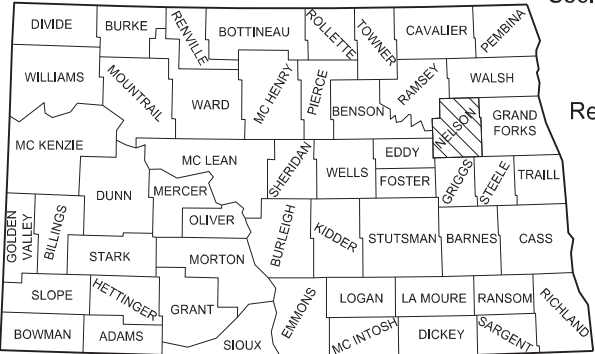 DIVIDE
BURKE
RENVILLE
BOTTINEAU
ROLLETTE
TOWNER
CAVALIER
PEMBINA
WILLIAMS
MOUNTRAIL
WARD
MC HENRY
PIERCE
BENSON
RAMSEY
WALSH
NELSON
GRAND
FORKS
Re
MC KENZIE
MC LEAN
SHERIDAN
WELLS
EDDY
FOSTER
GRIGGS
STEELE
TRAILL
DUNN
MERCER
OLIVER
GOLDEN
VALLEY
BILLINGS
STARK
MORTON
BURLEIGH
KIDDER
STUTSMAN
BARNES
CASS
SLOPE
HETTINGER
GRANT
SIOUX
EMMONS
LOGAN
LA MOURE
RANSOM
RICHLAND
BOWMAN
ADAMS
MC INTOSH
DICKEY
SARGENT